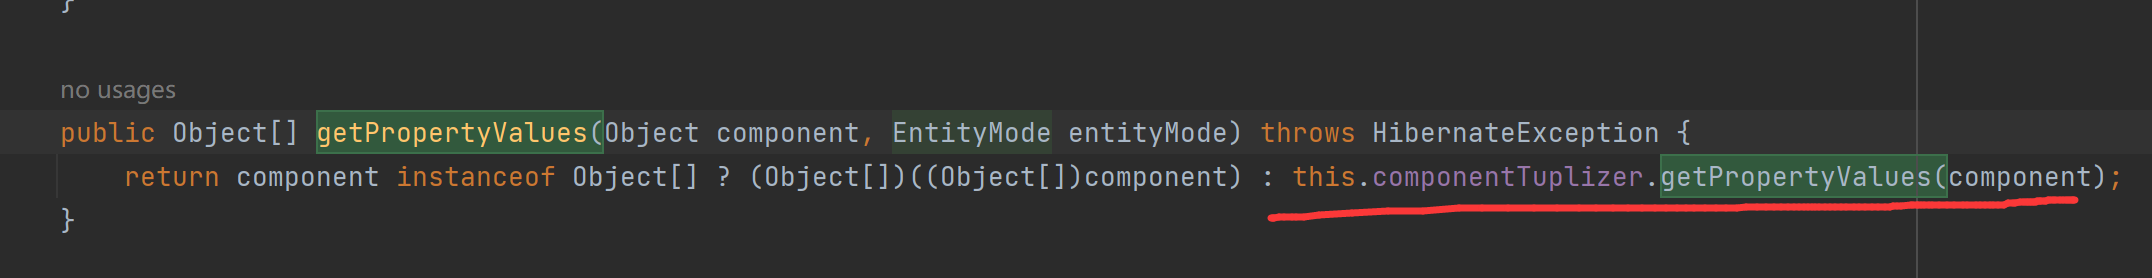 }
no usages
public Object[] getPropertyValues(Object component, EntityMode entityMode) throws HibernateException {
return component instanceof Object[] ? (Object[])((Object[])component) : this.componentTuplizer.getPropertyValues(component);
}